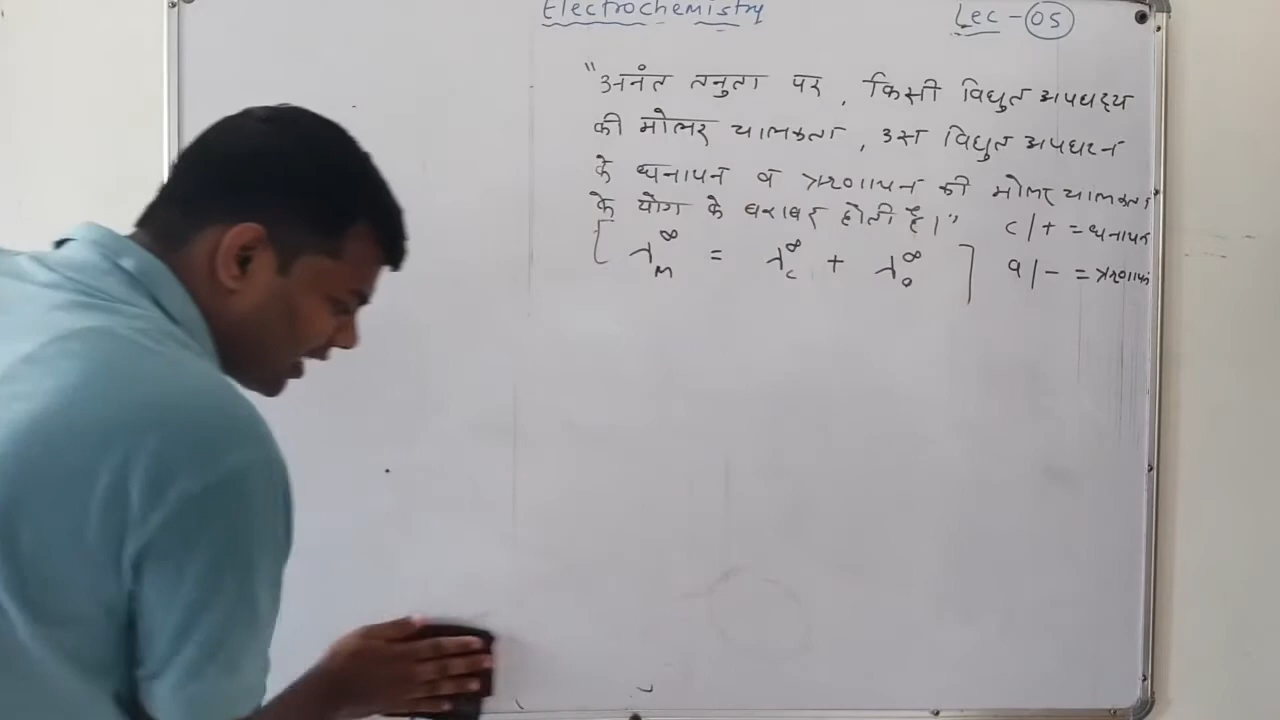 Electrochemistry
Lec - 05
"अनंत तनुता पर, किसी विद्युत अपघट्य
की मोलर चालकता, उस विद्युत अपघटन
के धनायन व ऋणायन की मोलर चालकता
के योग के बराबर होती है।"
c/+ = धनायन
[ λ∞M = λ∞c + λ∞a ]
a/- = ऋणायन